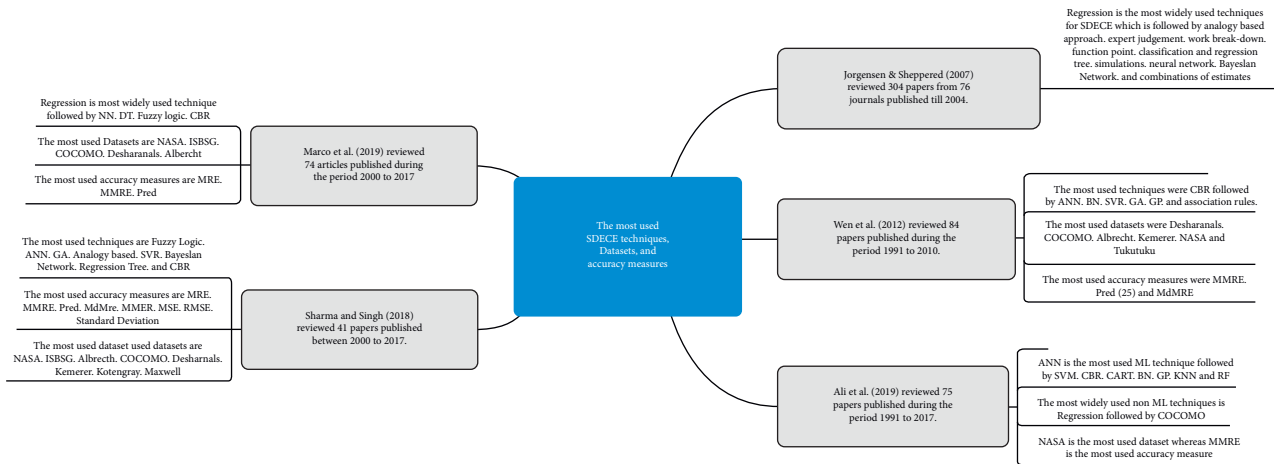 The most used
SDECE techniques,
Datasets, and
accuracy measures
Marco et al. (2019) reviewed
74 articles published during
the period 2000 to 2017
Regression is most widely used technique
followed by NN. DT. Fuzzy logic. CBR
The most used Datasets are NASA. ISBSG.
COCOMO. Desharanals. Albercht
The most used accuracy measures are MRE.
MMRE. Pred
Sharma and Singh (2018)
reviewed 41 papers published
between 2000 to 2017.
The most used techniques are Fuzzy Logic.
ANN. GA. Analogy based. SVR. Bayeslan
Network. Regression Tree. and CBR
The most used accuracy measures are MRE.
MMRE. Pred. MdMre. MMER. MSE. RMSE.
Standard Deviation
The most used dataset used datasets are
NASA. ISBSG. Albrecth. COCOMO. Desharnals.
Kemerer. Kotengray. Maxwell
Jorgensen & Sheppered (2007)
reviewed 304 papers from 76
journals published till 2004.
Regression is the most widely used techniques
for SDECE which is followed by analogy based
approach. expert judgement. work break-down.
function point. classification and regression
tree. simulations. neural network. Bayeslan
Network. and combinations of estimates
Wen et al. (2012) reviewed 84
papers published during the
period 1991 to 2010.
The most used techniques were CBR followed
by ANN. BN. SVR. GA. GP. and association rules.
The most used datasets were Desharanals.
COCOMO. Albrecht. Kemerer. NASA and
Tukutuku
The most used accuracy measures were MMRE.
Pred (25) and MdMRE
Ali et al. (2019) reviewed 75
papers published during the
period 1991 to 2017.
ANN is the most used ML technique followed
by SVM. CBR. CART. BN. GP. KNN and RF
The most widely used non ML techniques is
Regression followed by COCOMO
NASA is the most used dataset whereas MMRE
is the most used accuracy measure